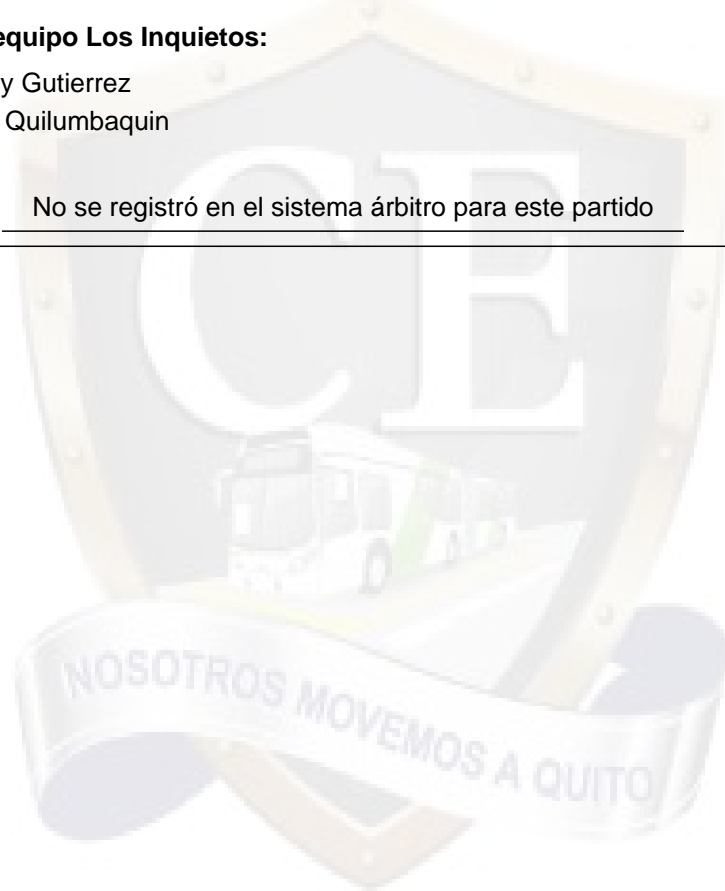 equipo Los Inquietos:
y Gutierrez
Quilumbaquin
No se registró en el sistema árbitro para este partido
CE
NOSOTROS MOVEMOS A QUITO